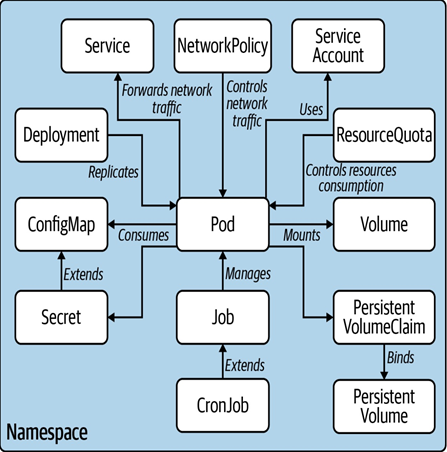 Service
NetworkPolicy
Service
Account
Forwards network
traffic
Controls
network
traffic
Uses
Deployment
ResourceQuota
Replicates
Controls resources
consumption
ConfigMap
Consumes
Pod
Mounts
Volume
Extends
Manages
Secret
Job
Persistent
VolumeClaim
Extends
Binds
CronJob
Persistent
Volume
Namespace